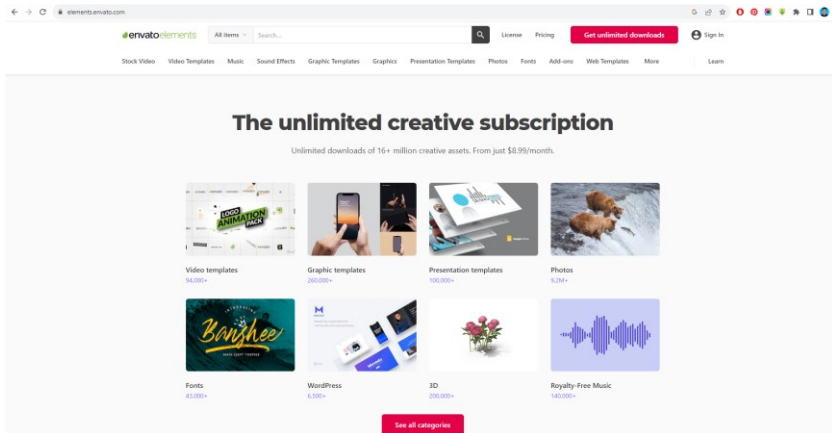 elements.envato.com
envatoelements
All items
Search...
License
Pricing
Get unlimited downloads
Sign In
Stock Video
Video Templates
Music
Sound Effects
Graphic Templates
Graphics
Presentation Templates
Photos
Fonts
Add-ons
Web Templates
More
Learn
The unlimited creative subscription
Unlimited downloads of 16+ million creative assets. From just $8.99/month.
LOGO
ANIMATION
PACK
Video templates
94,000+
Graphic templates
260,000+
Presentation templates
100,000+
Photos
9.2M+
INTRODUCING
Banshee
Fonts
43,000+
WordPress
6,500+
3D
200,000+
Royalty-Free Music
140,000+
See all categories